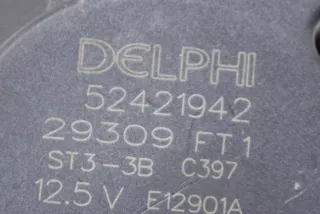 DELPHI
52421942
29309 FT1
ST3-3B C397
12.5 V E12901A